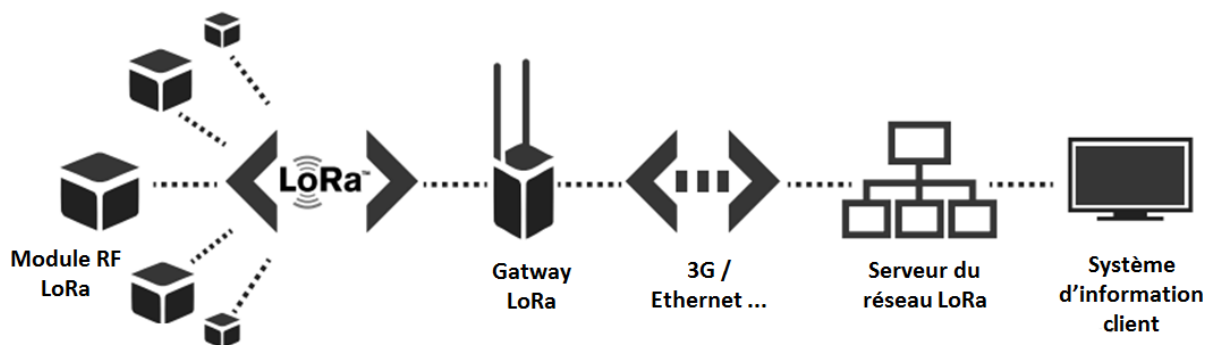 LoRa™
Module RF
LoRa
Gatway
LoRa
3G /
Ethernet ...
Serveur du
réseau LoRa
Système
d'information
client